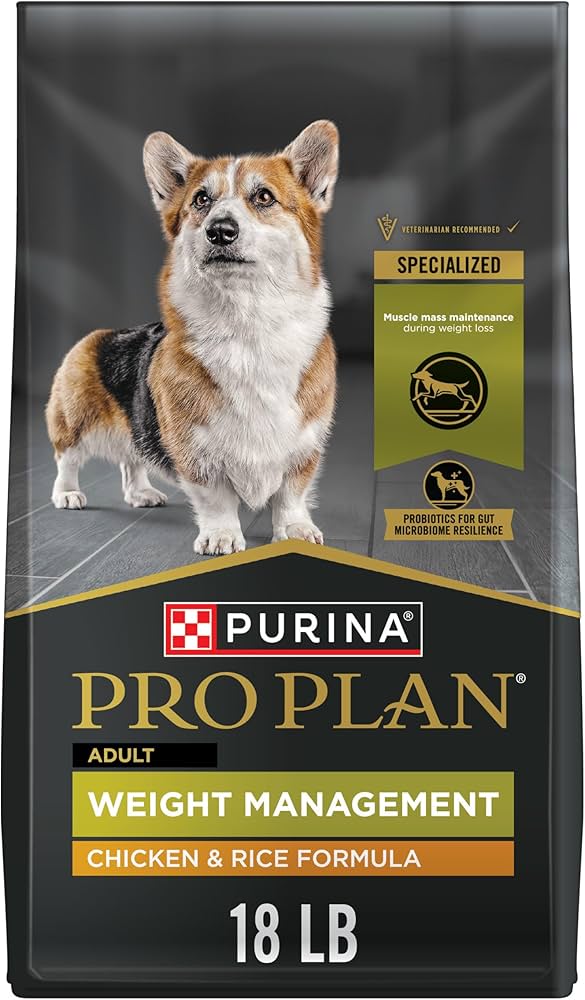 VETERINARIAN RECOMMENDED
SPECIALIZED
Muscle mass maintenance
during weight loss
PROBIOTICS FOR GUT
MICROBIOME RESILIENCE
PURINA®
PRO PLAN®
ADULT
WEIGHT MANAGEMENT
CHICKEN & RICE FORMULA
18 LB